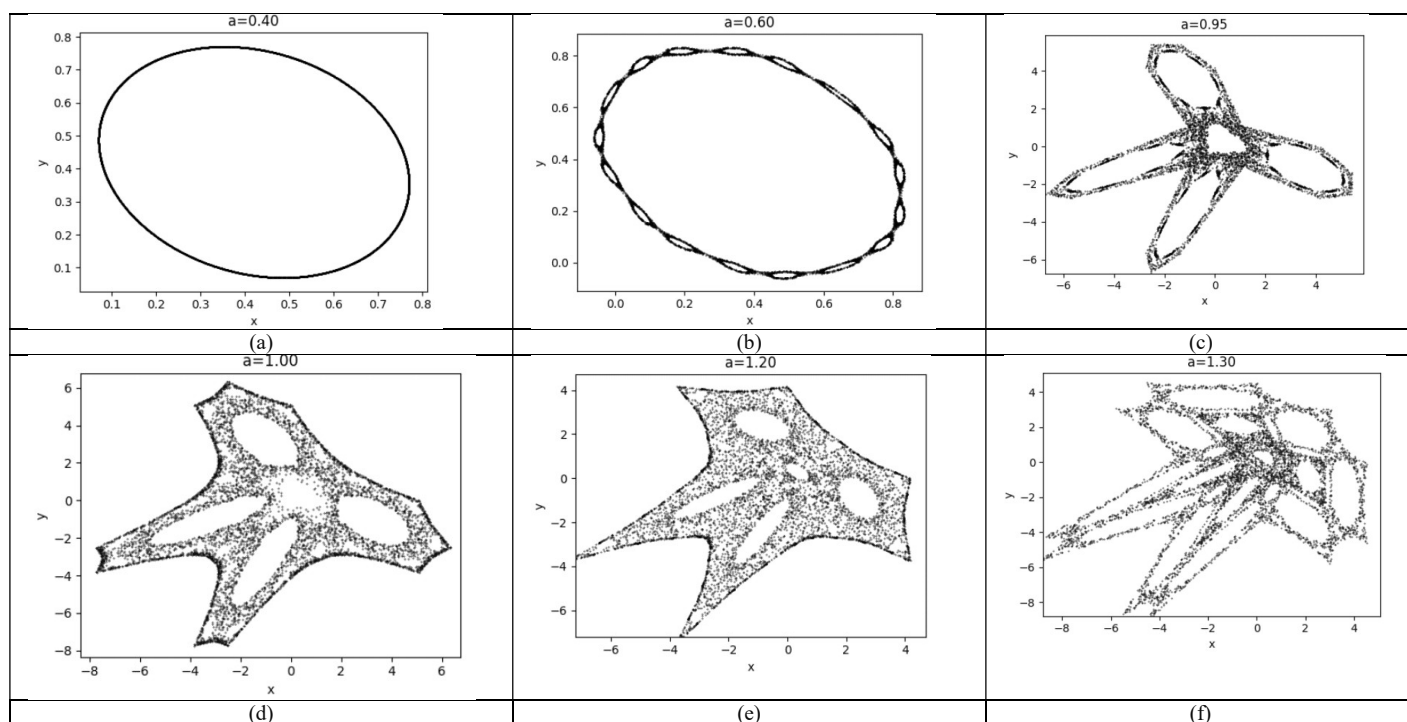 a=0.40
0.8
0.7
0.6
0.5
0.4
0.3
0.2
0.1
y
0.1 0.2 0.3 0.4 0.5 0.6 0.7 0.8
x
(a)
a=0.60
0.8
0.6
0.4
0.2
0.0
y
0.0 0.2 0.4 0.6 0.8
x
(b)
a=0.95
4
2
0
−2
−4
−6
y
−6 −4 −2 0 2 4
x
(c)
a=1.00
6
4
2
0
−2
−4
−6
−8
y
−8 −6 −4 −2 0 2 4 6
x
(d)
a=1.20
4
2
0
−2
−4
−6
y
−6 −4 −2 0 2 4
x
(e)
a=1.30
4
2
0
−2
−4
−6
−8
y
−8 −6 −4 −2 0 2 4
x
(f)